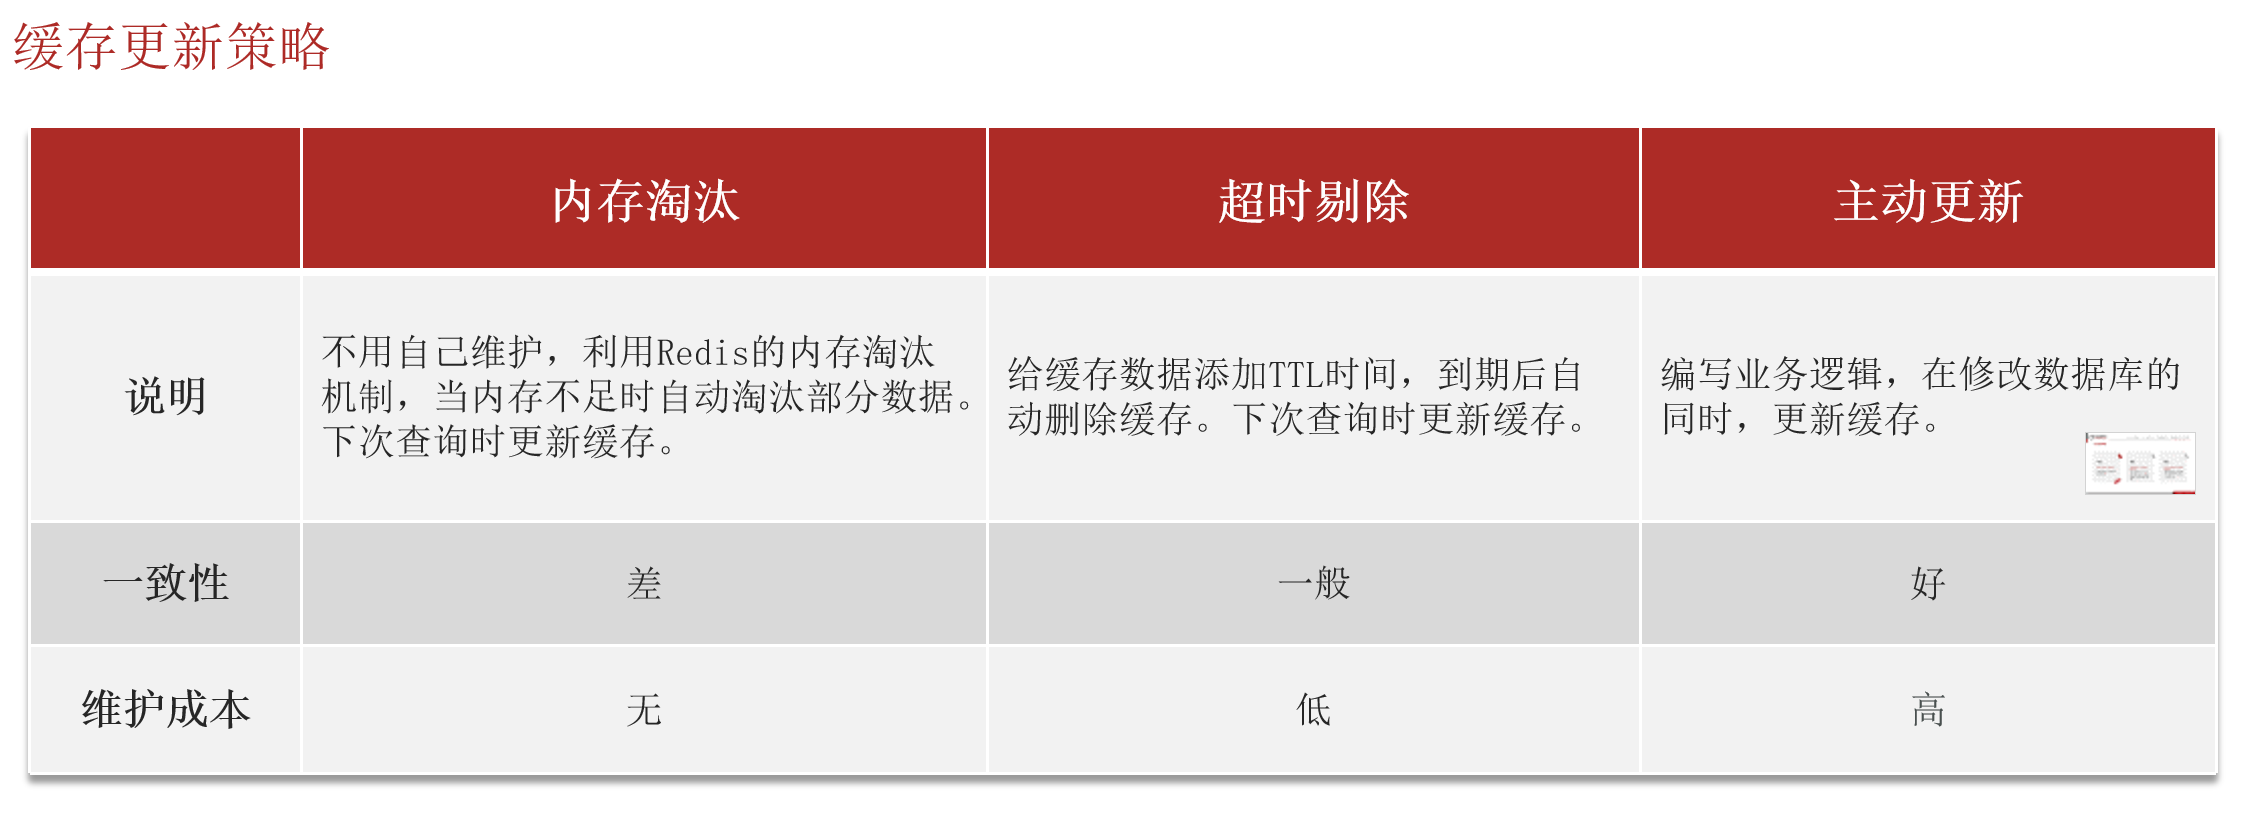 缓存更新策略
内存淘汰
超时剔除
主动更新
说明
不用自己维护，利用Redis的内存淘汰
机制，当内存不足时自动淘汰部分数据。
下次查询时更新缓存。
给缓存数据添加TTL时间，到期后自
动删除缓存。下次查询时更新缓存。
编写业务逻辑，在修改数据库的
同时，更新缓存。
一致性
差
一般
好
维护成本
无
低
高